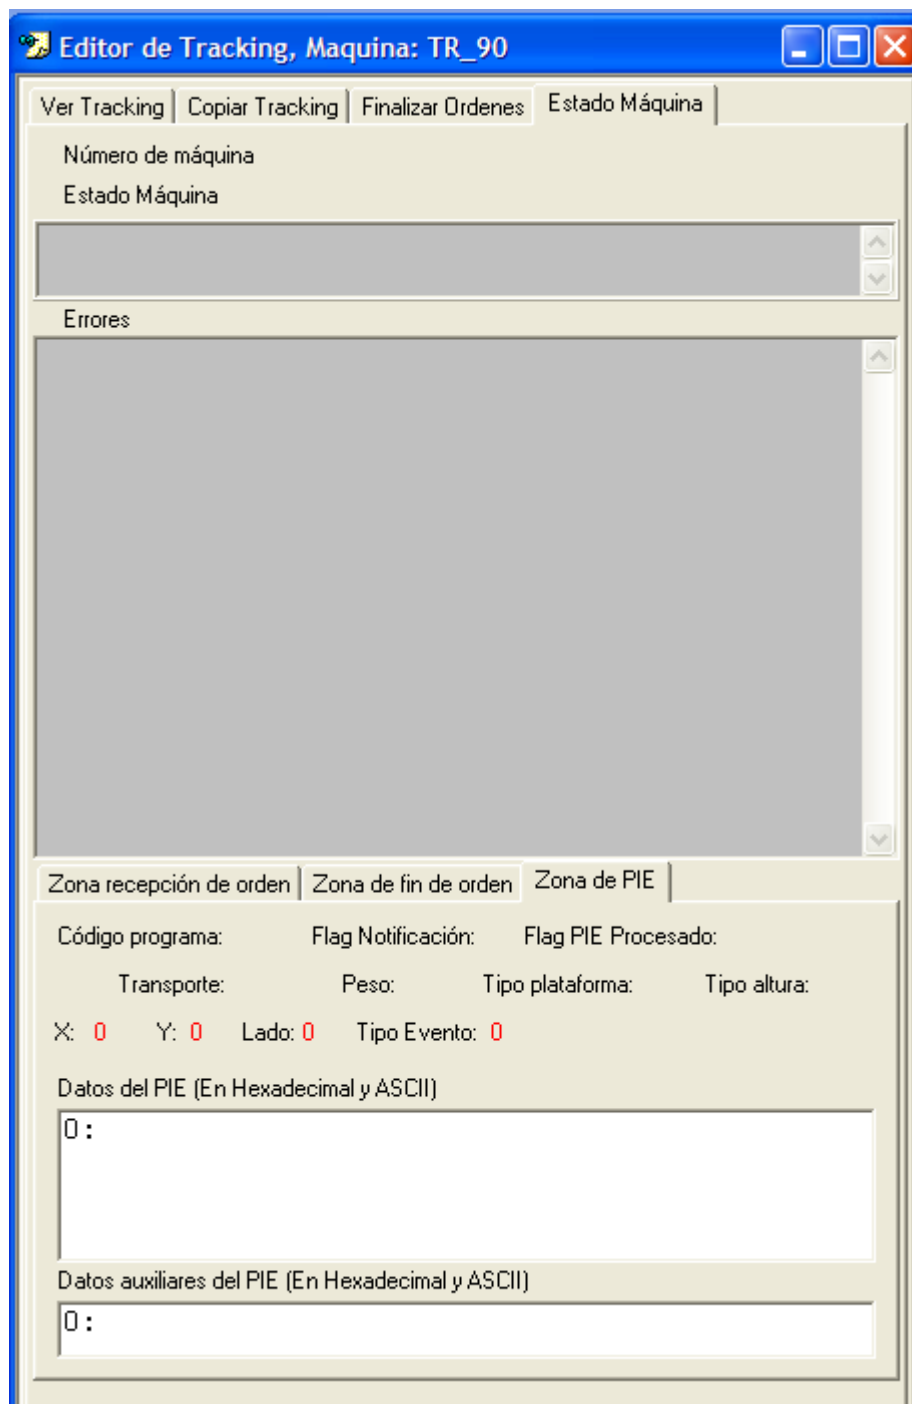 Editor de Tracking, Maquina: TR_90
Ver Tracking Copiar Tracking Finalizar Ordenes Estado Máquina
Número de máquina
Estado Máquina
Errores
Zona recepción de orden Zona de fin de orden Zona de PIE
Código programa: Flag Notificación: Flag PIE Procesado:
Transporte: Peso: Tipo plataforma: Tipo altura:
X: 0 Y: 0 Lado: 0 Tipo Evento: 0
Datos del PIE (En Hexadecimal y ASCII)
0:
Datos auxiliares del PIE (En Hexadecimal y ASCII)
0: